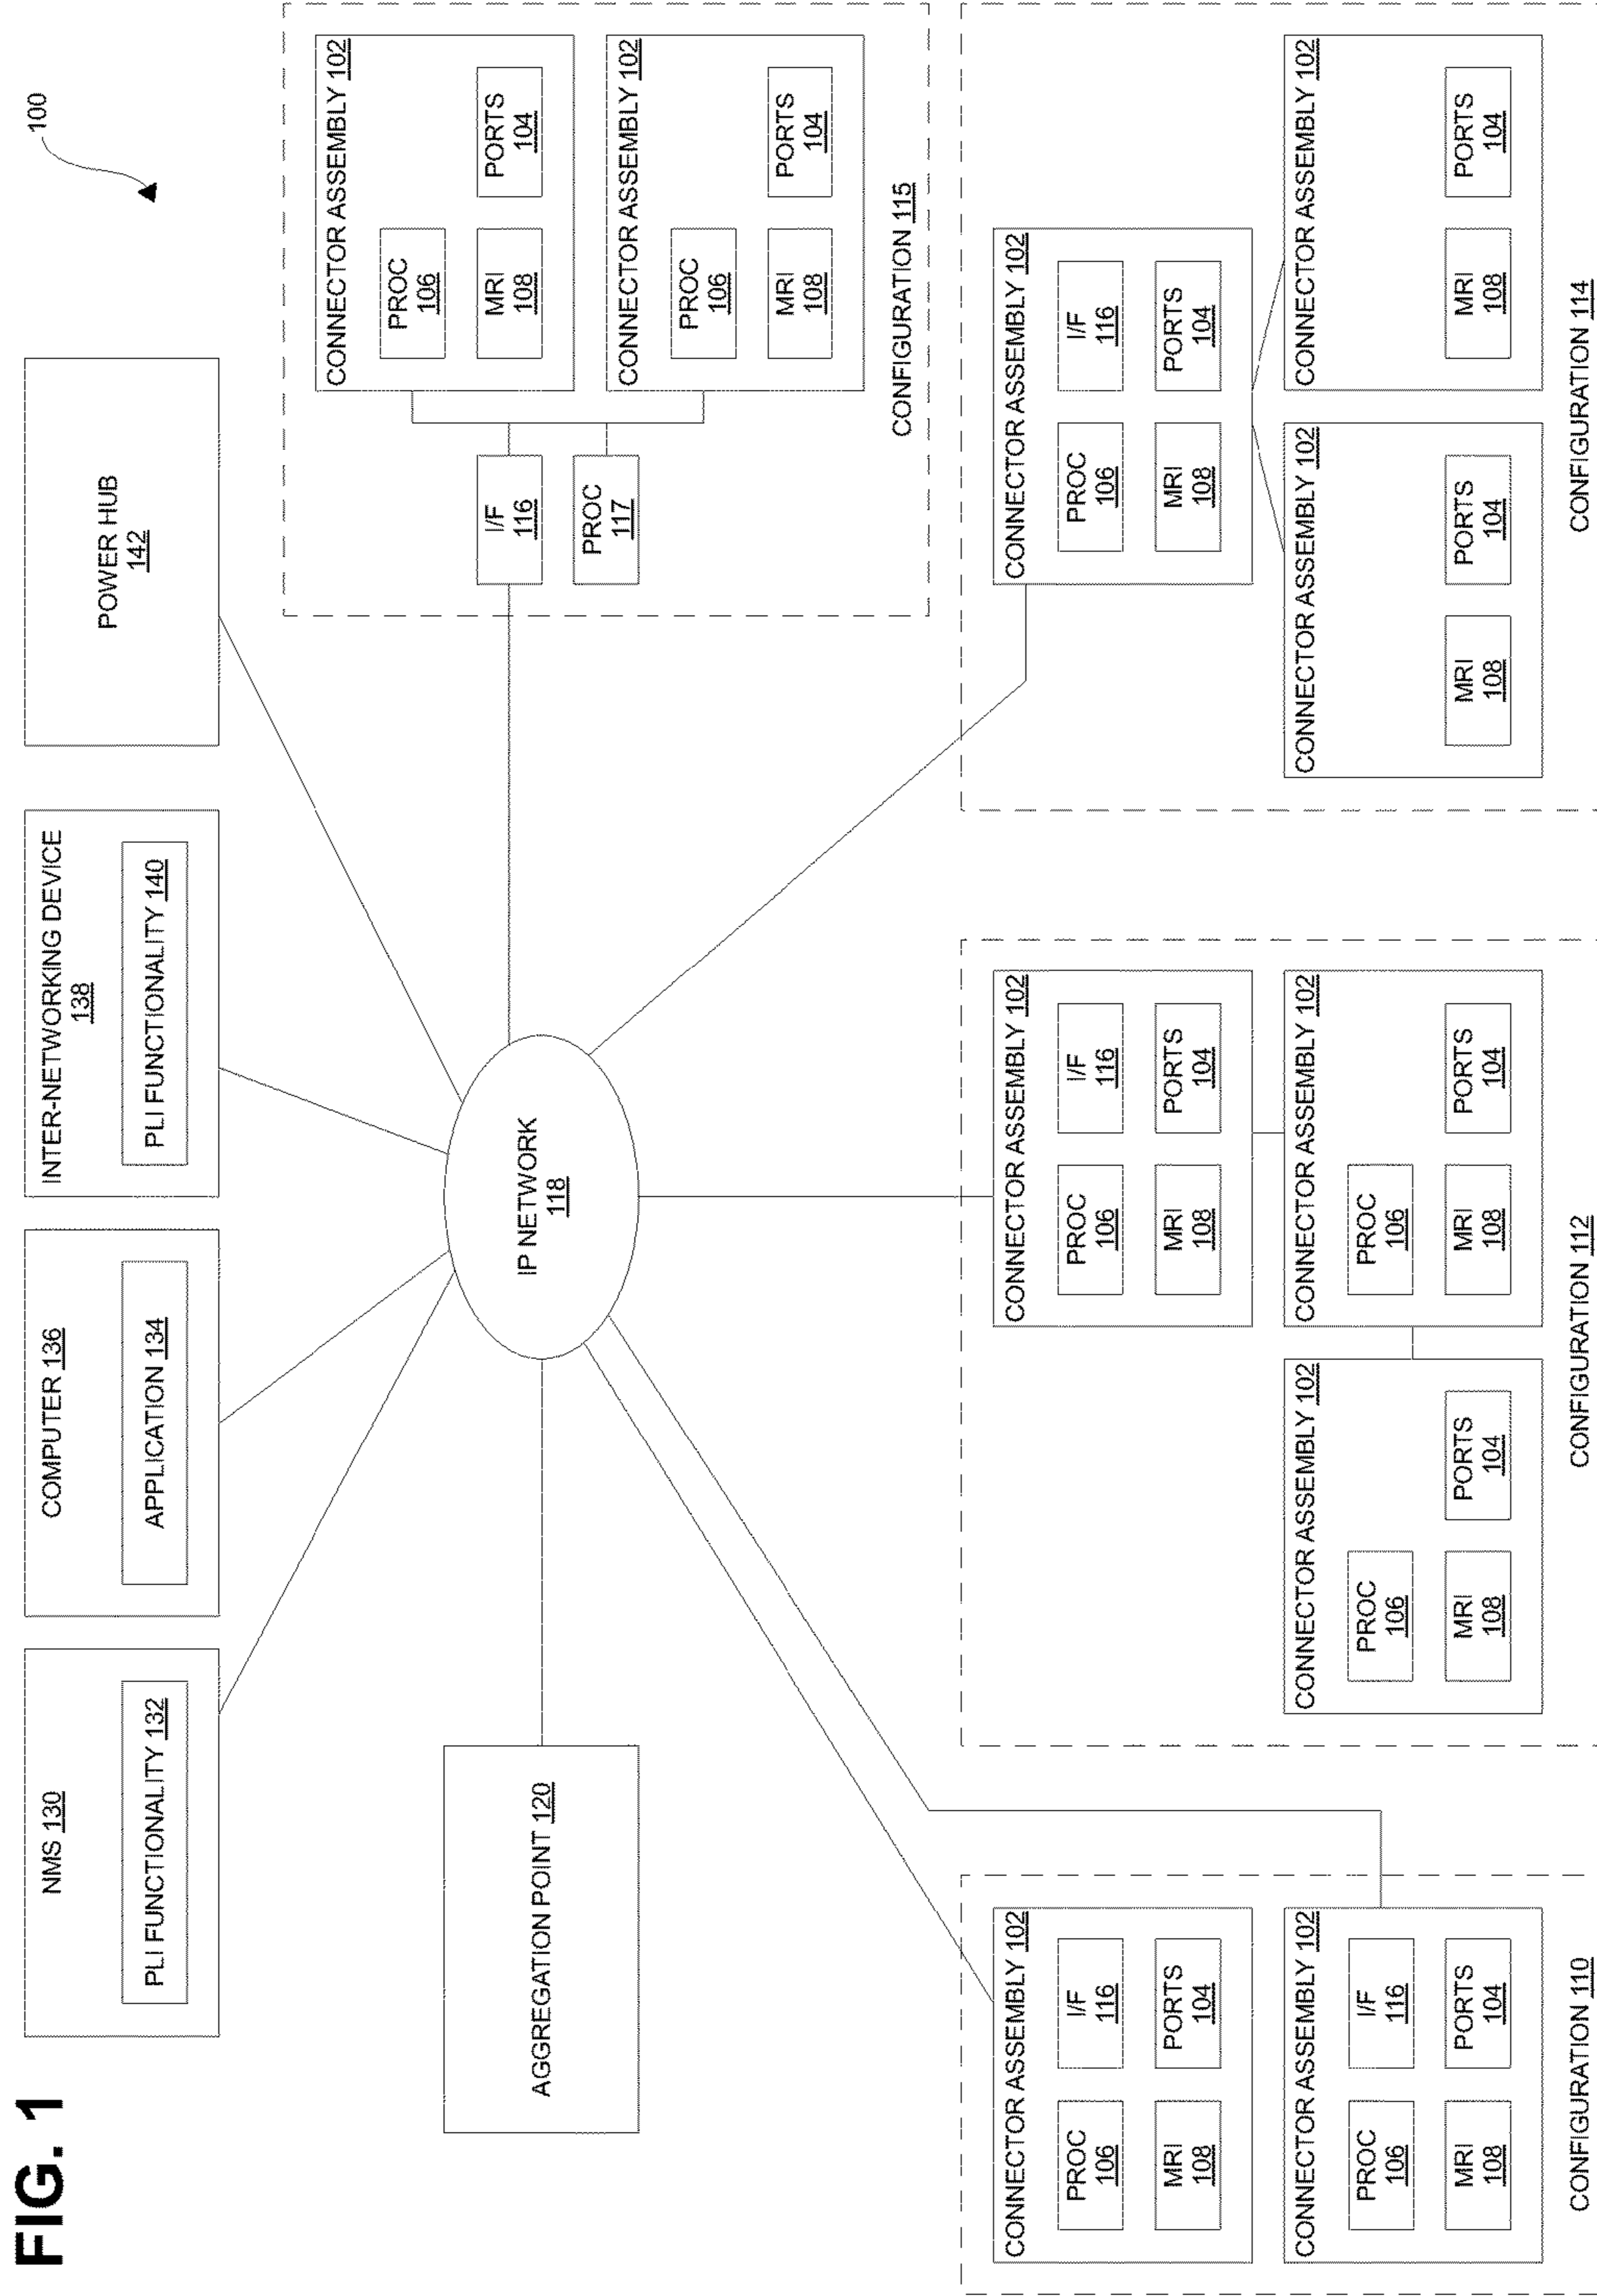 FIG. 1
100
NMS 130
PLI FUNCTIONALITY 132
COMPUTER 136
APPLICATION 134
INTER-NETWORKING DEVICE
138
PLI FUNCTIONALITY 140
POWER HUB
142
AGGREGATION POINT 120
IP NETWORK
118
I/F
116
PROC
117
CONNECTOR ASSEMBLY 102
PROC
106
MRI
108
PORTS
104
CONNECTOR ASSEMBLY 102
PROC
106
MRI
108
PORTS
104
CONFIGURATION 115
CONNECTOR ASSEMBLY 102
PROC
106
I/F
116
MRI
108
PORTS
104
CONNECTOR ASSEMBLY 102
PROC
106
I/F
116
MRI
108
PORTS
104
CONFIGURATION 110
CONNECTOR ASSEMBLY 102
PROC
106
I/F
116
MRI
108
PORTS
104
CONNECTOR ASSEMBLY 102
PROC
106
MRI
108
PORTS
104
CONNECTOR ASSEMBLY 102
PROC
106
MRI
108
PORTS
104
CONFIGURATION 112
CONNECTOR ASSEMBLY 102
PROC
106
I/F
116
MRI
108
PORTS
104
CONNECTOR ASSEMBLY 102
MRI
108
PORTS
104
CONNECTOR ASSEMBLY 102
MRI
108
PORTS
104
CONFIGURATION 114